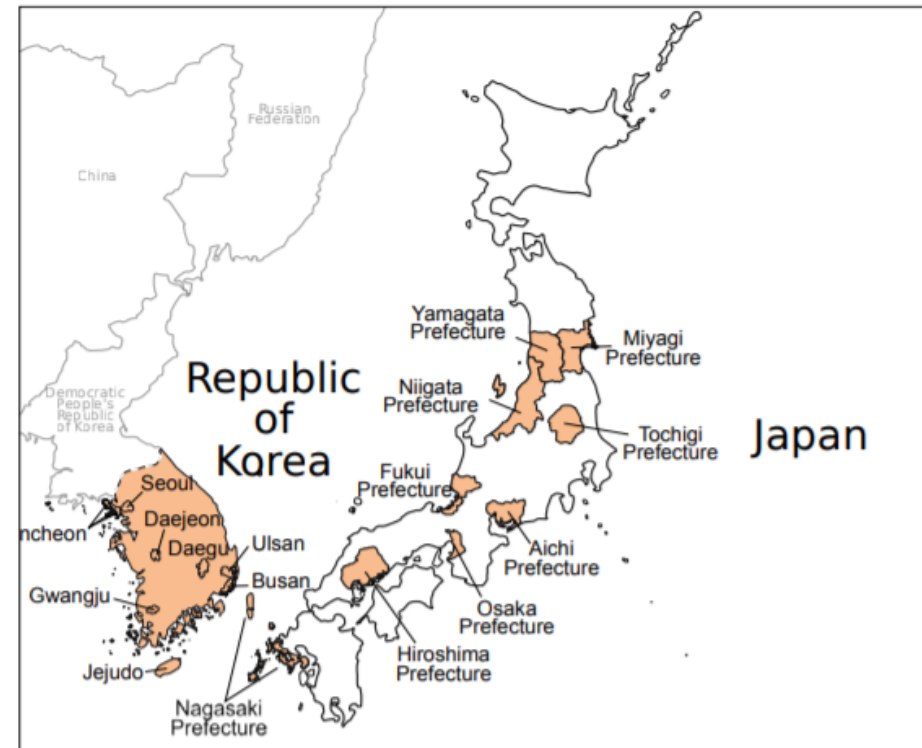 Russian
Federation
China
Yamagata
Prefecture
Miyagi
Prefecture
Democratic
People's
Republic
of Korea
Republic
of
Korea
Niigata
Prefecture
Tochigi
Prefecture
Japan
Fukui
Prefecture
Seoul
ncheon
Daejeon
Daegu
Ulsan
Aichi
Prefecture
Busan
Gwangju
Osaka
Prefecture
Hiroshima
Prefecture
Jejudo
Nagasaki
Prefecture